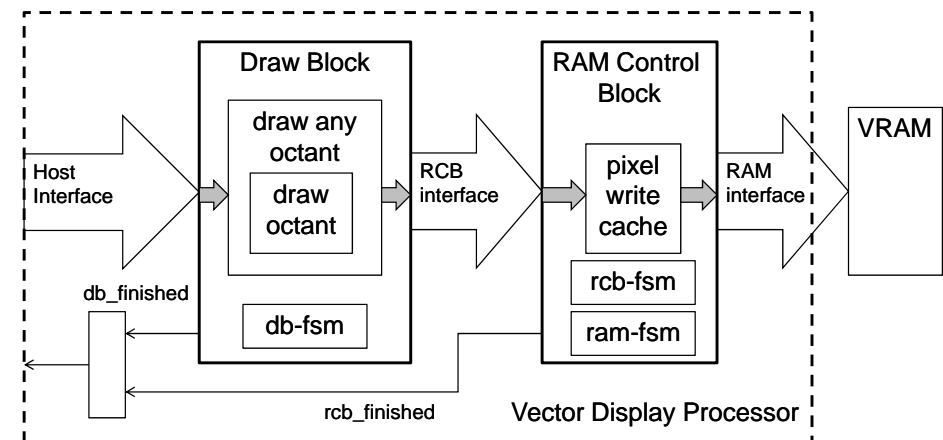 Draw Block
RAM Control
Block
draw any
octant
draw
octant
VRAM
Host
Interface
RCB
interface
pixel
write
cache
RAM
interface
rcb-fsm
db_finished
db-fsm
ram-fsm
rcb_finished
Vector Display Processor